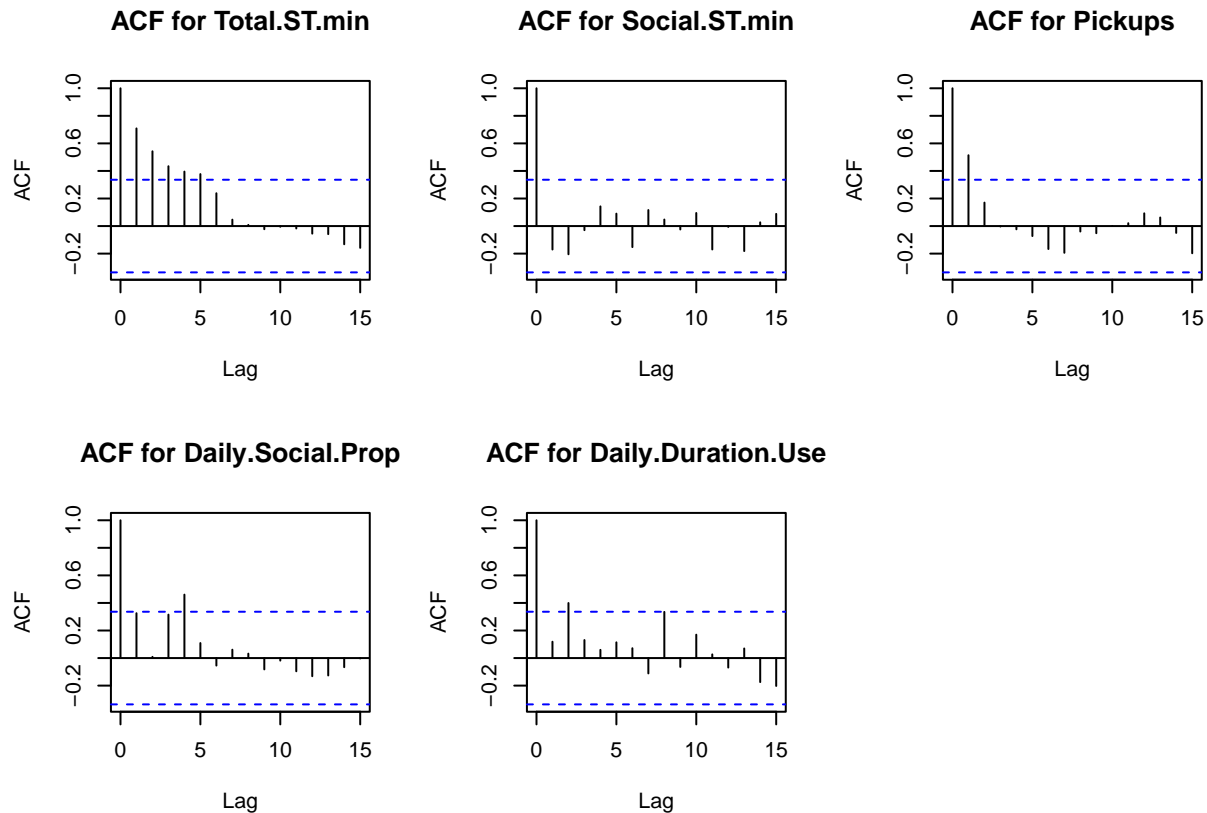 ACF for Total.ST.min
ACF
1.0
0.6
0.2
−0.2
0 5 10 15
Lag
ACF for Social.ST.min
ACF
1.0
0.6
0.2
−0.2
0 5 10 15
Lag
ACF for Pickups
ACF
1.0
0.6
0.2
−0.2
0 5 10 15
Lag
ACF for Daily.Social.Prop
ACF
1.0
0.6
0.2
−0.2
0 5 10 15
Lag
ACF for Daily.Duration.Use
ACF
1.0
0.6
0.2
−0.2
0 5 10 15
Lag